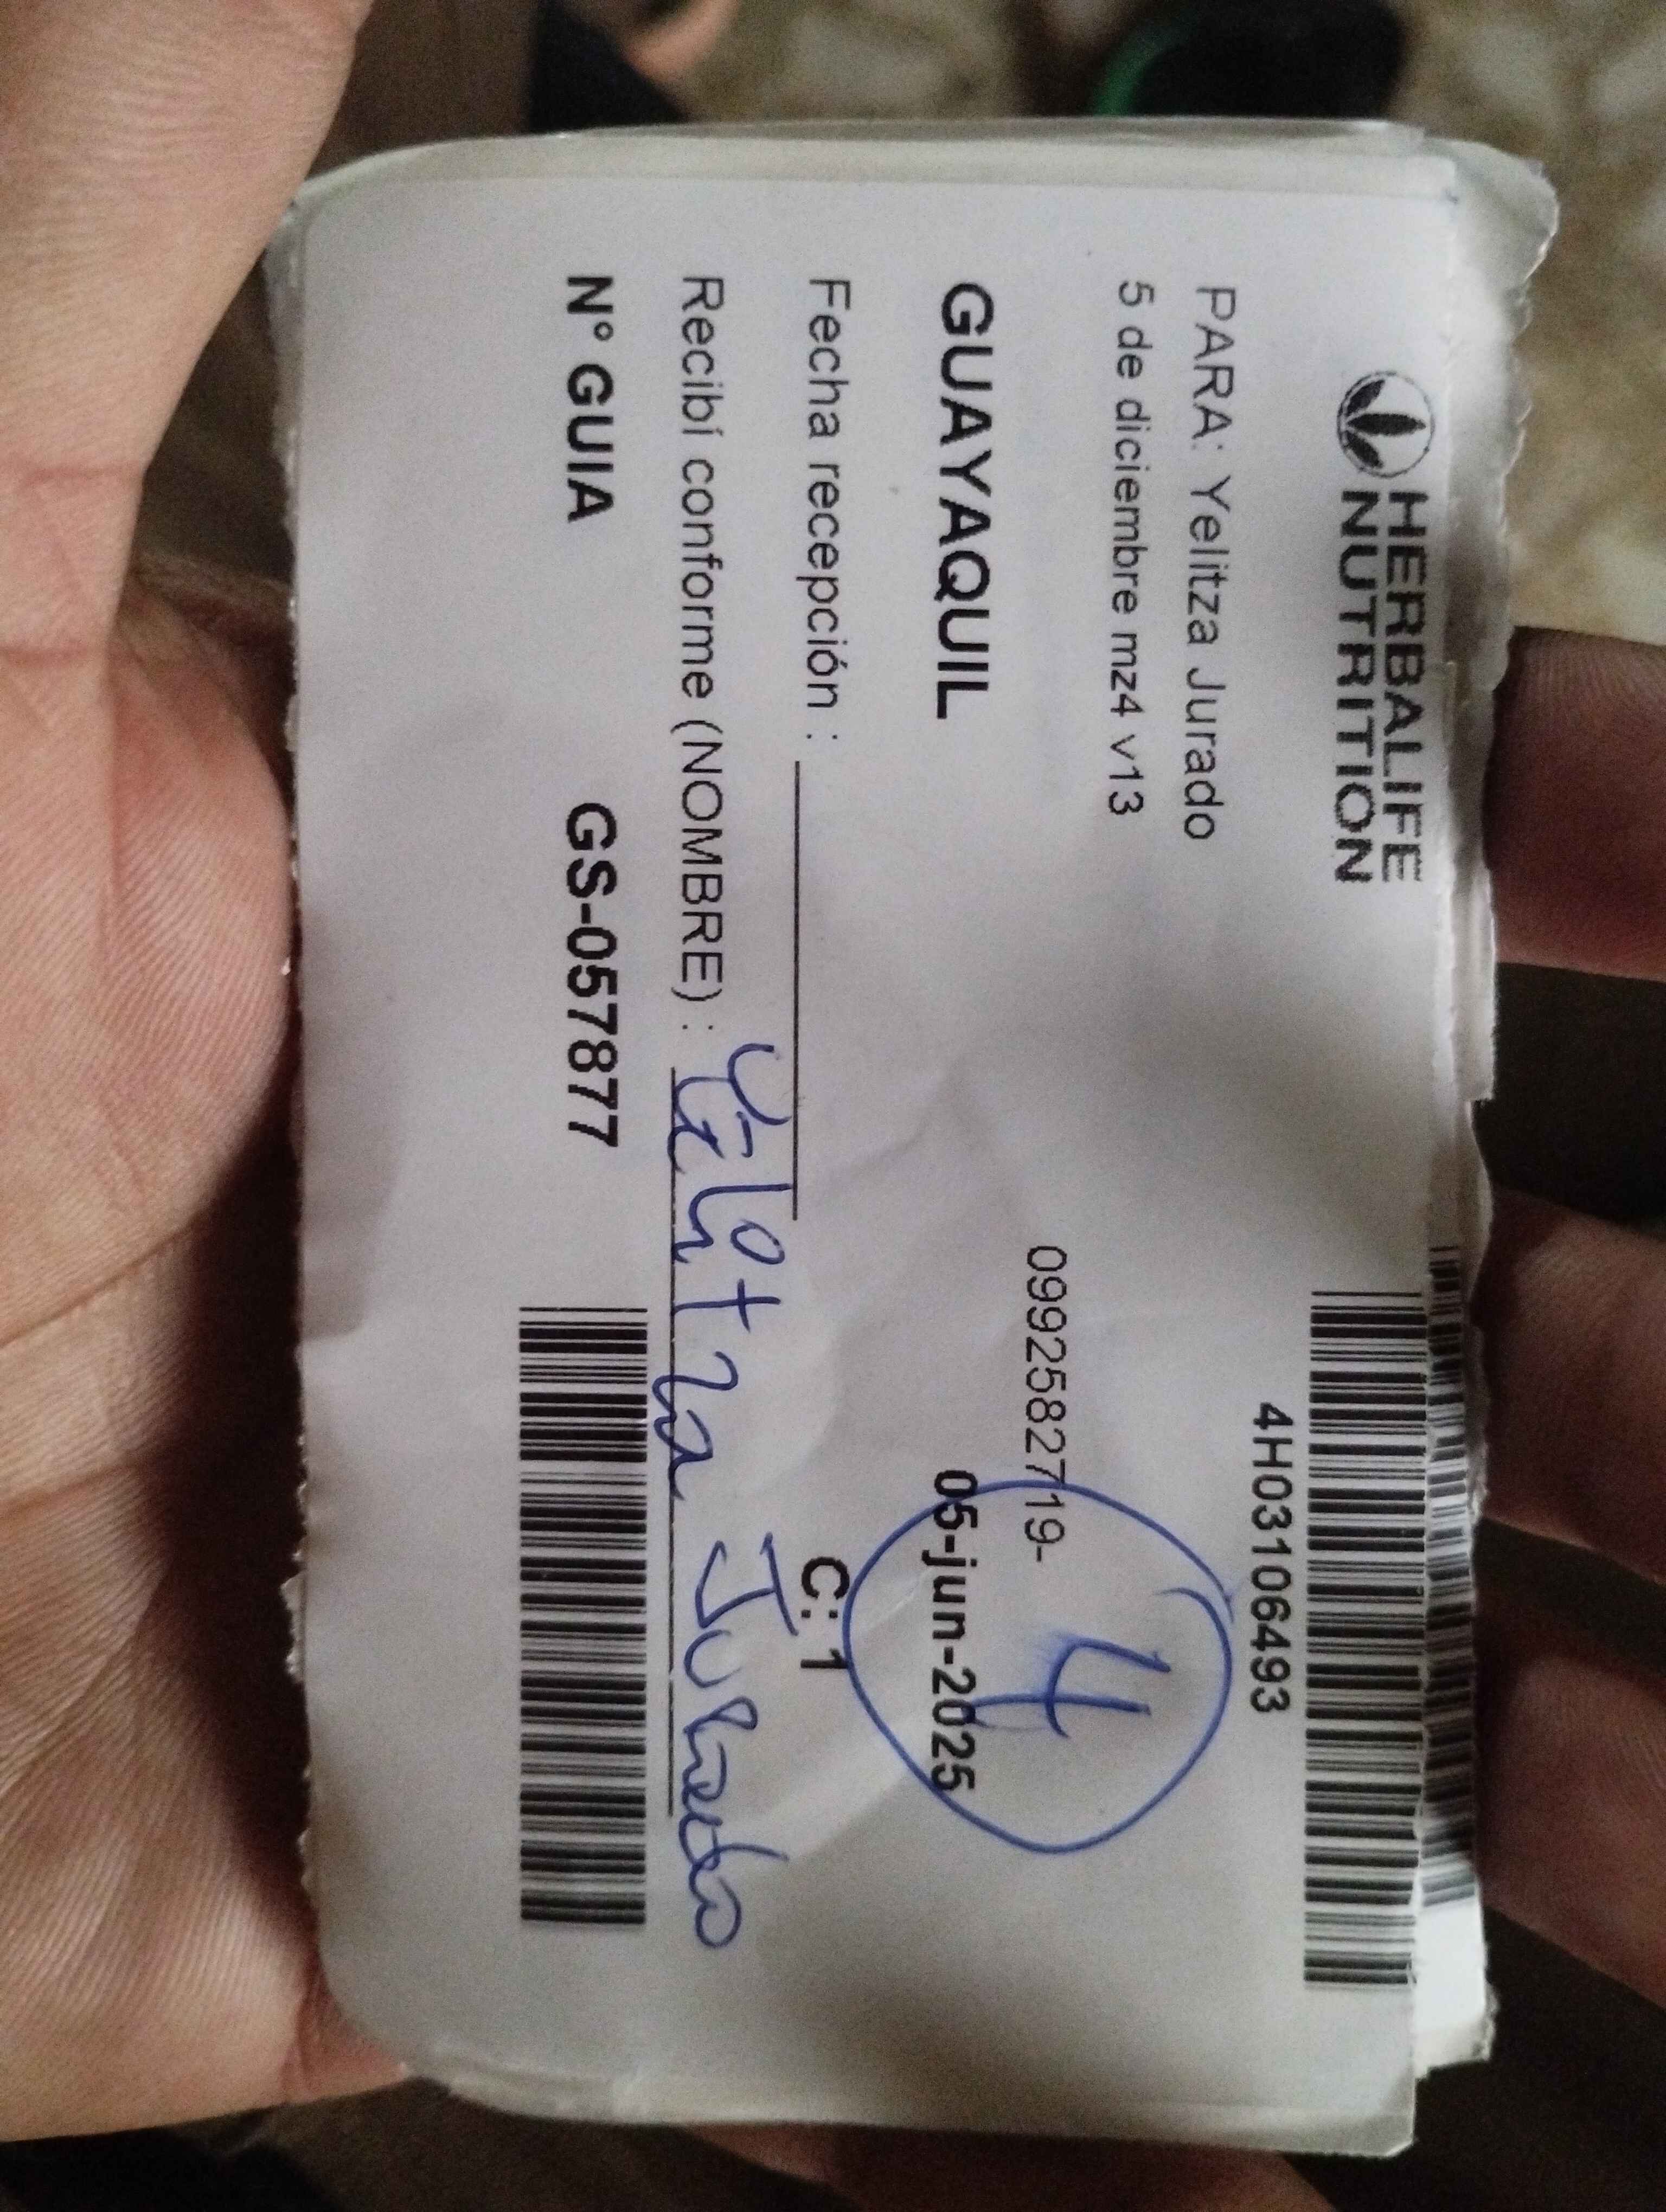 HERBALIFE
NUTRITION
4H03106493
PARA: Yelitza Jurado
5 de diciembre mz4 v13
4
0992582719-
GUAYAQUIL
05-jun-2025
Fecha recepción :
C: 1
Recibí conforme (NOMBRE) : Yelitza Jurado
N° GUIA GS-057877